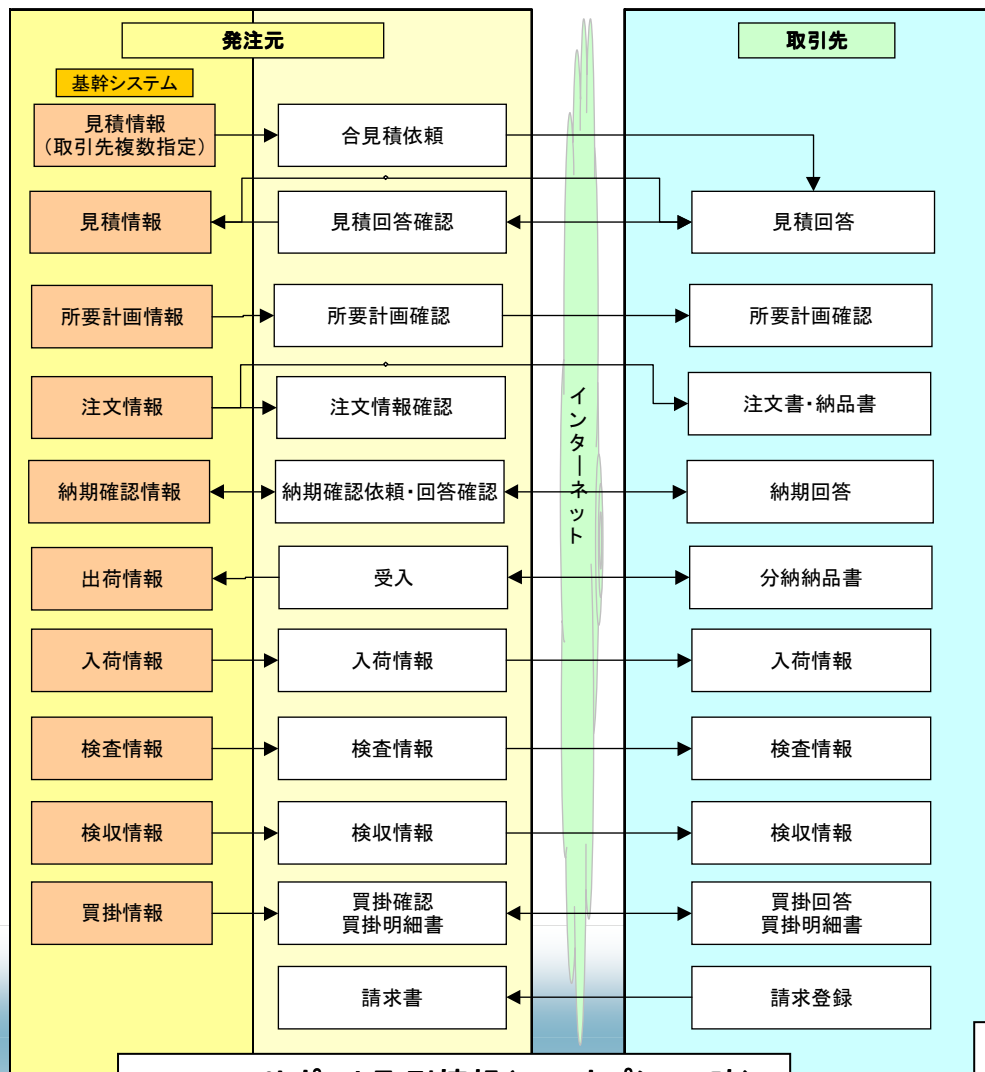 発注元
取引先
基幹システム
見積情報
(取引先複数指定)
合見積依頼
見積情報
見積回答確認
見積回答
所要計画情報
所要計画確認
所要計画確認
注文情報
注文情報確認
注文書・納品書
インターネット
納期確認情報
納期確認依頼・回答確認
納期回答
出荷情報
受入
分納納品書
入荷情報
入荷情報
入荷情報
検査情報
検査情報
検査情報
検収情報
検収情報
検収情報
買掛情報
買掛確認
買掛明細書
買掛回答
買掛明細書
請求書
請求登録